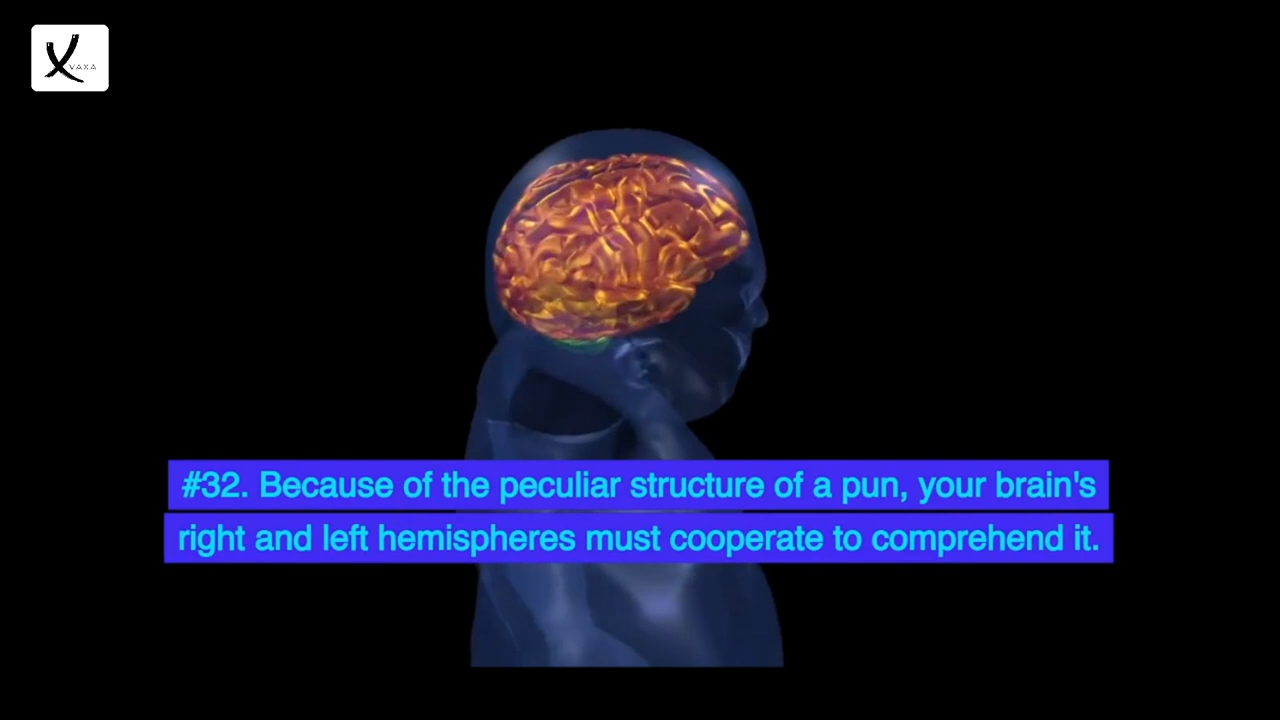 VAXA
#32. Because of the peculiar structure of a pun, your brain's
right and left hemispheres must cooperate to comprehend it.